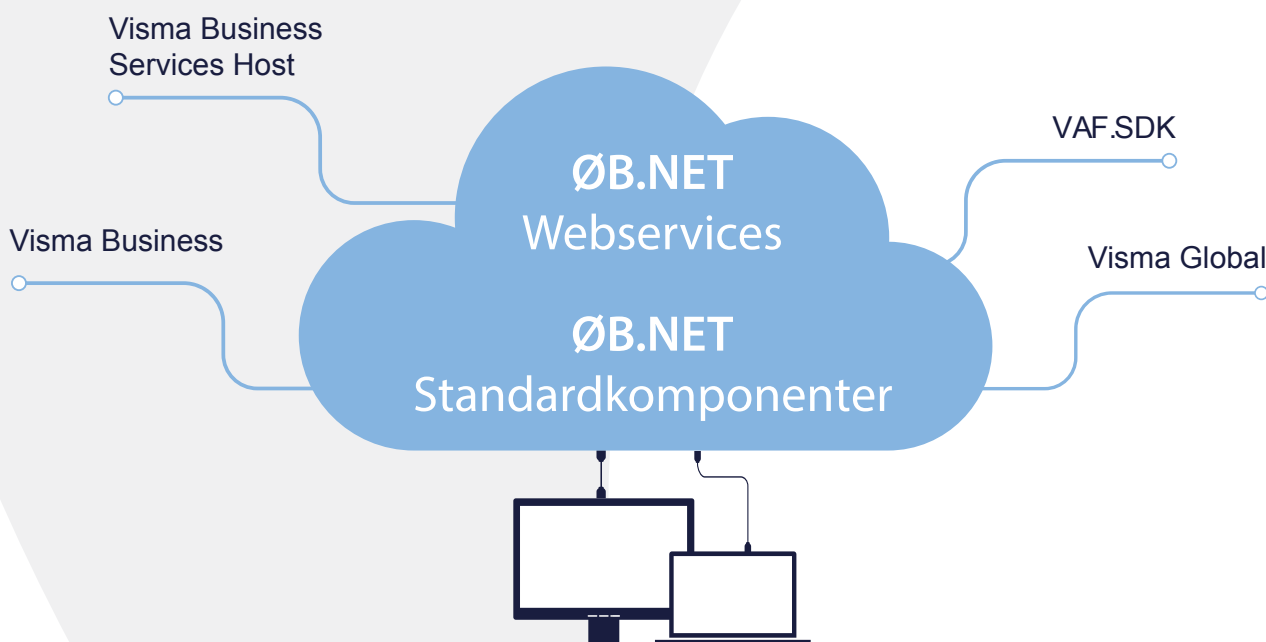 Visma Business
Services Host
VAF.SDK
ØB.NET
Webservices
Visma Business
Visma Global
ØB.NET
Standardkomponenter